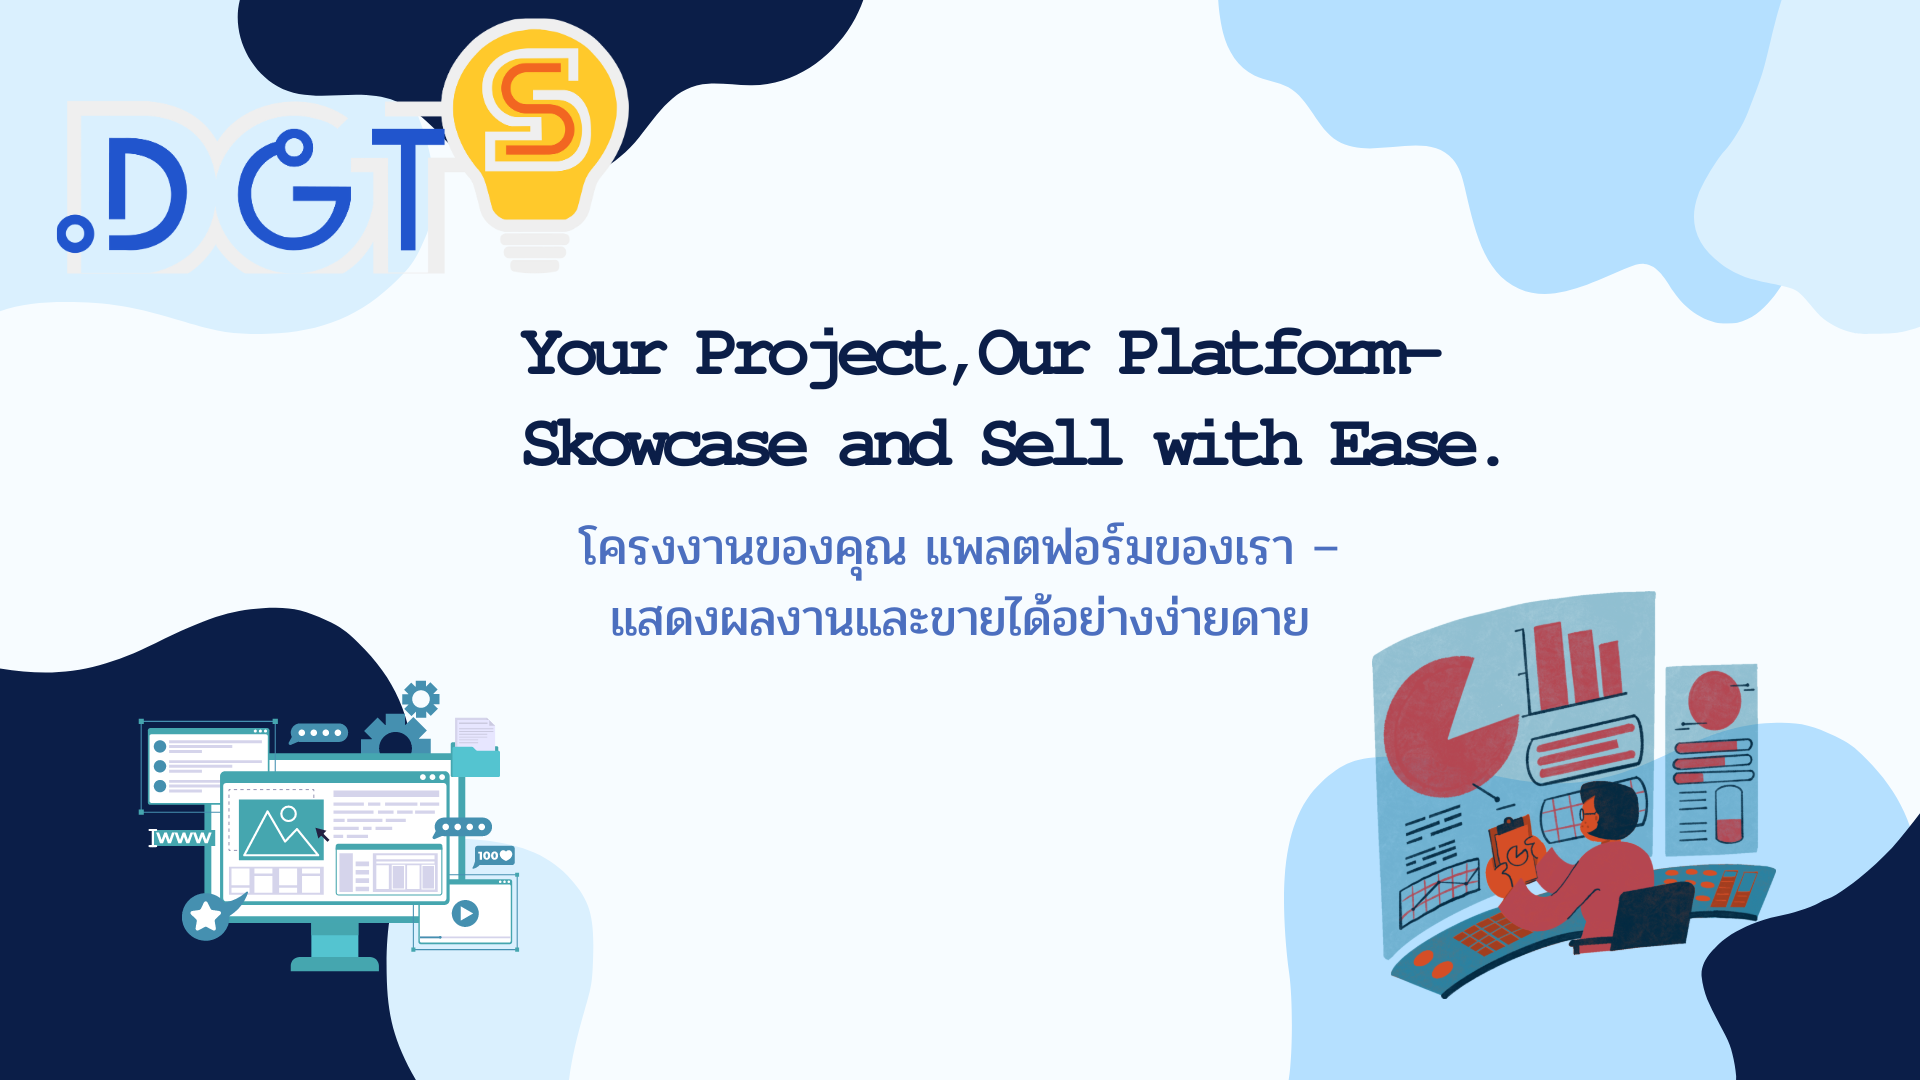 .DGTS
Your Project,Our Platform-
Skowcase and Sell with Ease.
โครงงานของคุณ แพลตฟอร์มของเรา –
แสดงผลงานและขายได้อย่างง่ายดาย
WWW
100